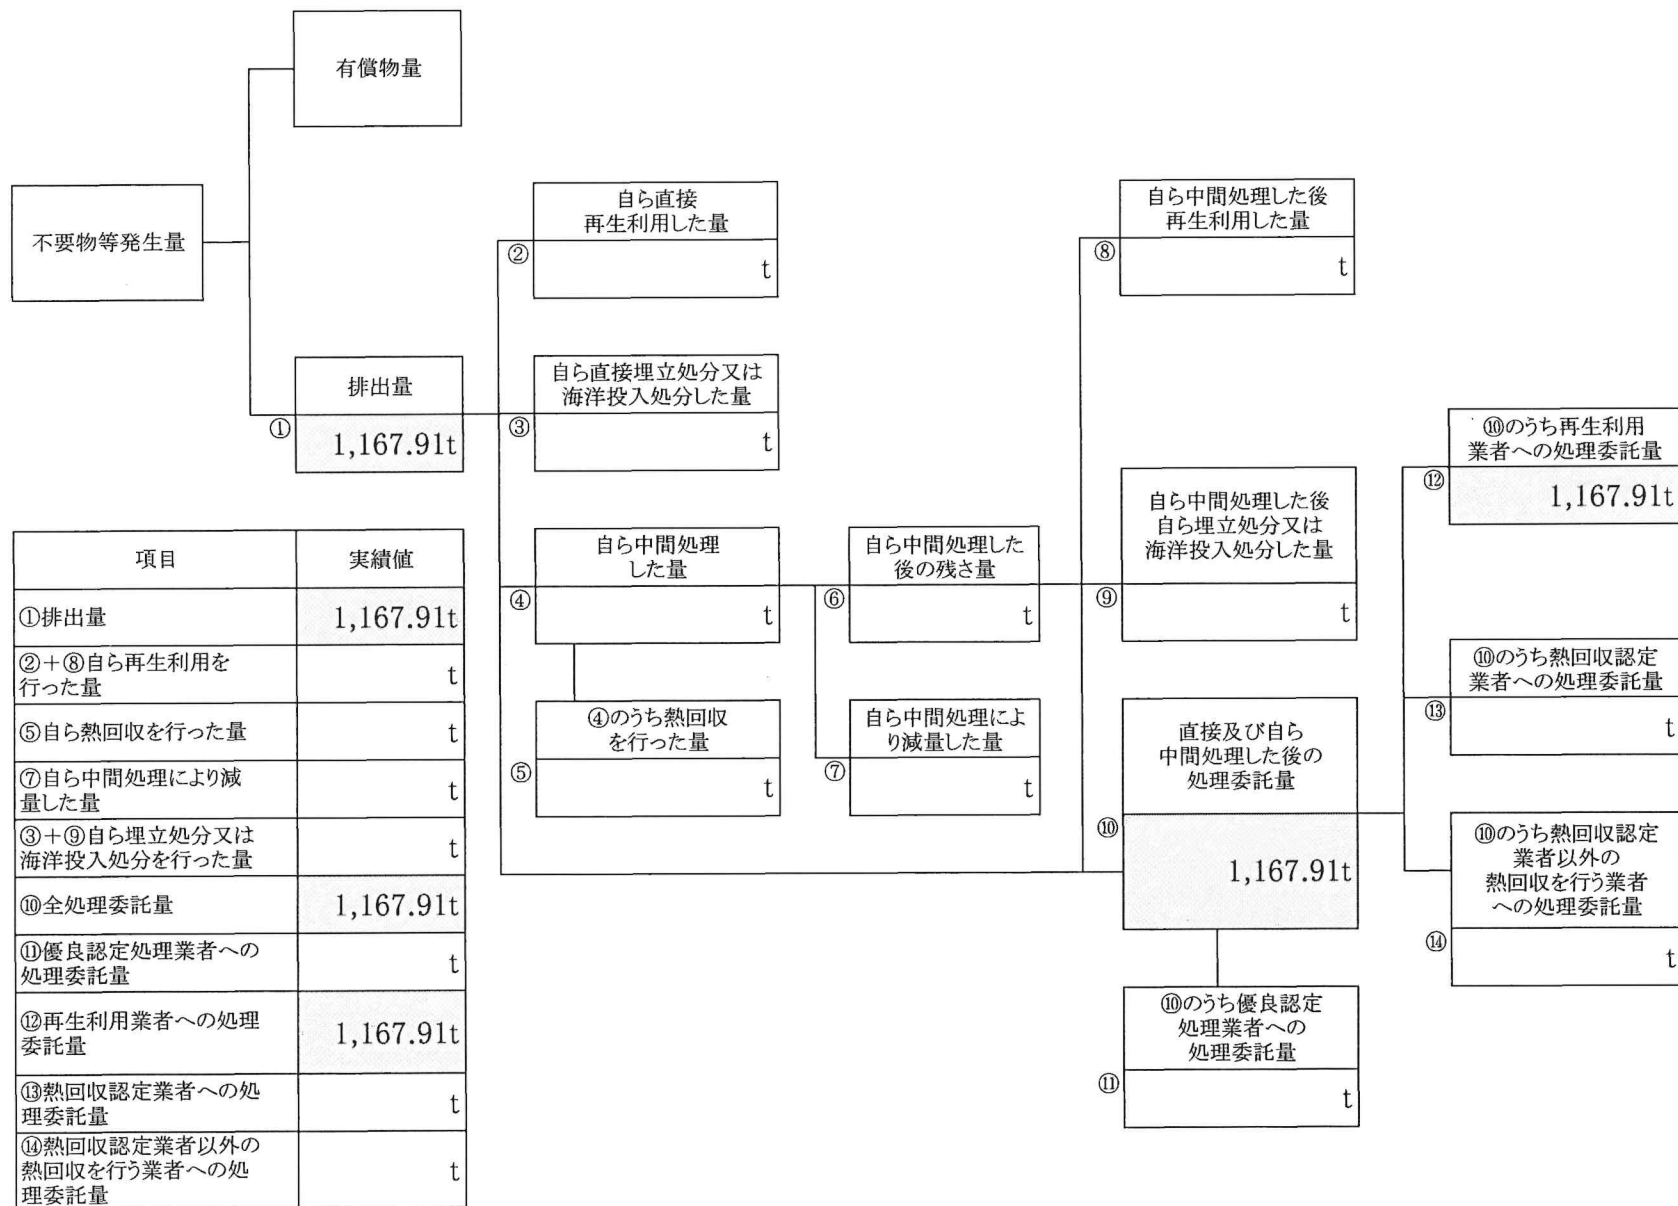 有償物量
不要物等発生量
自ら直接
再生利用した量
②
t
自ら中間処理した後
再生利用した量
⑧
t
排出量
①
1,167.91t
自ら直接埋立処分又は
海洋投入処分した量
③
t
⑩のうち再生利用
業者への処理委託量
⑫
1,167.91t
自ら中間処理
した量
④
t
自ら中間処理した
後の残さ量
⑥
t
自ら中間処理した後
自ら埋立処分又は
海洋投入処分した量
⑨
t
④のうち熱回収
を行った量
⑤
t
自ら中間処理によ
り減量した量
⑦
t
直接及び自ら
中間処理した後の
処理委託量
⑩
1,167.91t
⑩のうち熱回収認定
業者への処理委託量
⑬
t
⑩のうち熱回収認定
業者以外の
熱回収を行う業者
への処理委託量
⑭
t
⑩のうち優良認定
処理業者への
処理委託量
⑪
t
項目 実績値
①排出量 1,167.91t
②+⑧自ら再生利用を
行った量 t
⑤自ら熱回収を行った量 t
⑦自ら中間処理により減
量した量 t
③+⑨自ら埋立処分又は
海洋投入処分を行った量 t
⑩全処理委託量 1,167.91t
⑪優良認定処理業者への
処理委託量 t
⑫再生利用業者への処理
委託量 1,167.91t
⑬熱回収認定業者への処
理委託量 t
⑭熱回収認定業者以外の
熱回収を行う業者への処
理委託量 t